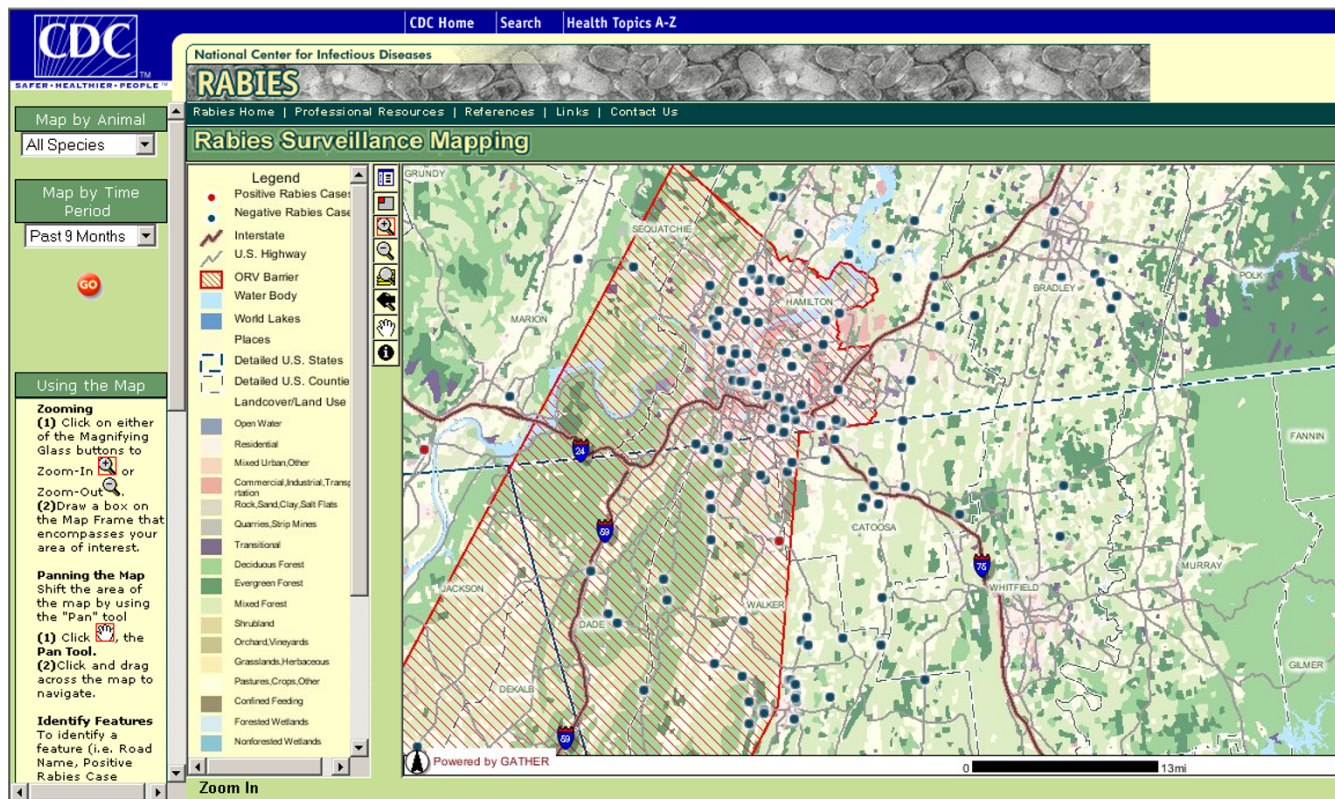 CDC Home Search Health Topics A-Z
CDC
TM
SAFER • HEALTHIER • PEOPLE ™
National Center for Infectious Diseases
RABIES
Rabies Home | Professional Resources | References | Links | Contact Us
Rabies Surveillance Mapping
Map by Animal
All Species
Map by Time
Period
Past 9 Months
GO
Using the Map
Zooming
(1) Click on either
of the Magnifying
Glass buttons to
Zoom-In or
Zoom-Out.
(2)Draw a box on
the Map Frame that
encompasses your
area of interest.
Panning the Map
Shift the area of
the map by using
the "Pan" tool
(1) Click , the
Pan Tool.
(2)Click and drag
across the map to
navigate.
Identify Features
To identify a
feature (i.e. Road
Name, Positive
Rabies Case
Legend
Positive Rabies Cases
Negative Rabies Case
Interstate
U.S. Highway
ORV Barrier
Water Body
World Lakes
Places
Detailed U.S. States
Detailed U.S. Countie
Landcover/Land Use
Open Water
Residential
Mixed Urban,Other
Commercial,Industrial,Transp
rtation
Rock,Sand,Clay,Salt Flats
Quarries,Strip Mines
Transitional
Deciduous Forest
Evergreen Forest
Mixed Forest
Shrubland
Orchard,Vineyards
Grasslands,Herbaceous
Pastures,Crops,Other
Confined Feeding
Forested Wetlands
Nonforested Wetlands
GRUNDY
SEQUATCHIE
POLK
BRADLEY
HAMILTON
MARION
FANNIN
24
59
CATOOSA
75
MURRAY
WHITFIELD
JACKSON
WALKER
DADE
GILMER
DEKALB
59
Powered by GATHER
0 13mi
Zoom In